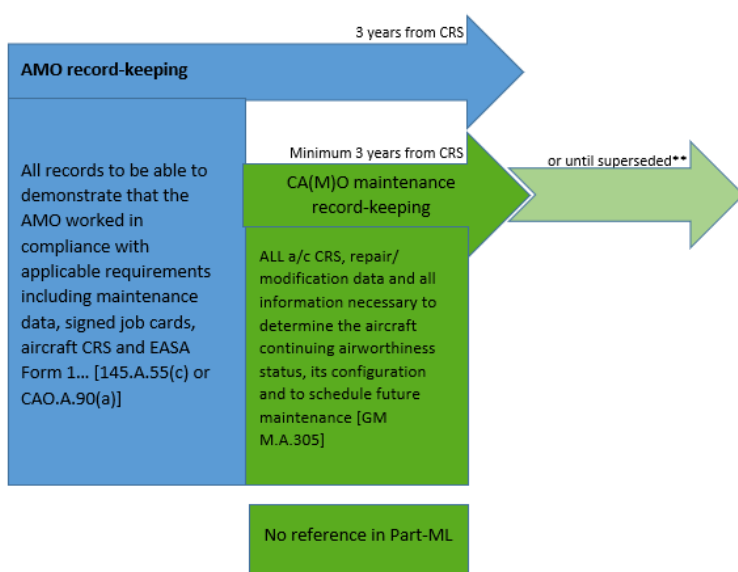 3 years from CRS
AMO record-keeping
All records to be able to
demonstrate that the
AMO worked in
compliance with
applicable requirements
including maintenance
data, signed job cards,
aircraft CRS and EASA
Form 1... [145.A.55(c) or
CAO.A.90(a)]
Minimum 3 years from CRS
CA(M)O maintenance
record-keeping
or until superseded**
ALL a/c CRS, repair/
modification data and all
information necessary to
determine the aircraft
continuing airworthiness
status, its configuration
and to schedule future
maintenance [GM
M.A.305]
No reference in Part-ML